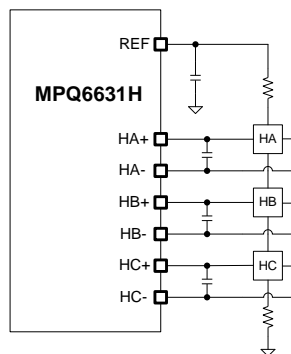 REF
MPQ6631H
HA+
HA
HA-
HB+
HB
HB-
HC+
HC
HC-